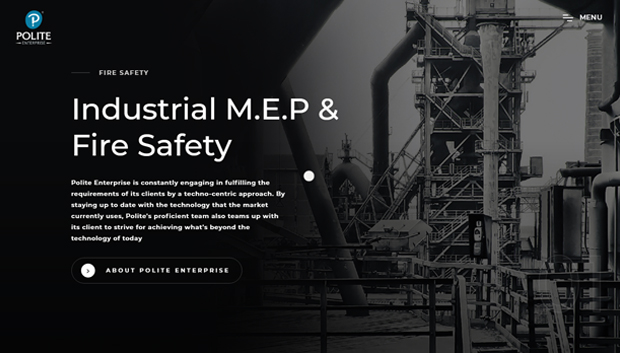 POLITE
ENTERPRISE
MENU
FIRE SAFETY
Industrial M.E.P &
Fire Safety
Polite Enterprise is constantly engaging in fulfilling the
requirements of its clients by a techno-centric approach. By
staying up to date with the technology that the market
currently uses, Polite's proficient team also teams up with
its client to strive for achieving what's beyond the
technology of today
ABOUT POLITE ENTERPRISE